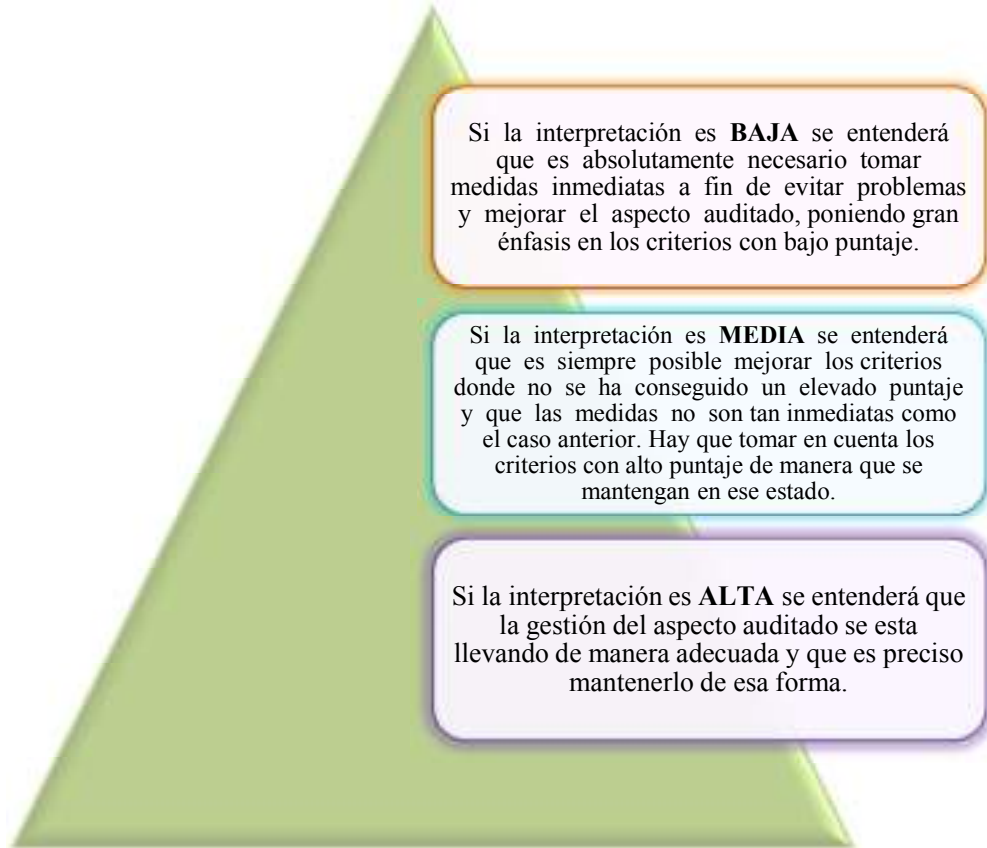 Si la interpretación es BAJA se entenderá
que es absolutamente necesario tomar
medidas inmediatas a fin de evitar problemas
y mejorar el aspecto auditado, poniendo gran
énfasis en los criterios con bajo puntaje.
Si la interpretación es MEDIA se entenderá
que es siempre posible mejorar los criterios
donde no se ha conseguido un elevado puntaje
y que las medidas no son tan inmediatas como
el caso anterior. Hay que tomar en cuenta los
criterios con alto puntaje de manera que se
mantengan en ese estado.
Si la interpretación es ALTA se entenderá que
la gestión del aspecto auditado se esta
llevando de manera adecuada y que es preciso
mantenerlo de esa forma.